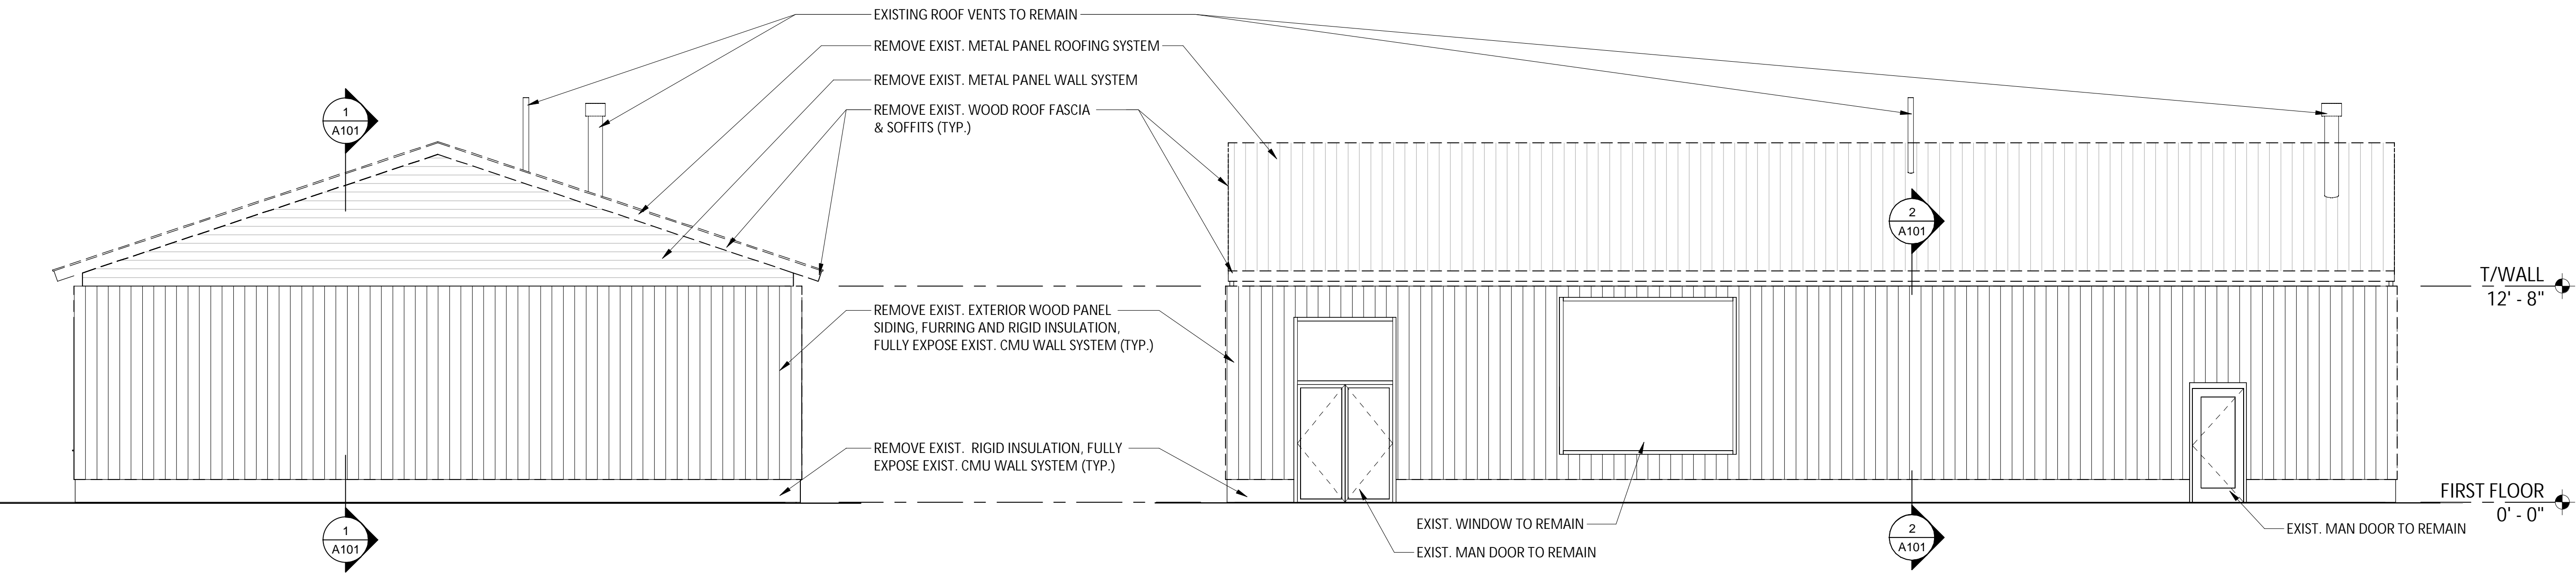 EXISTING ROOF VENTS TO REMAIN
REMOVE EXIST. METAL PANEL ROOFING SYSTEM
REMOVE EXIST. METAL PANEL WALL SYSTEM
REMOVE EXIST. WOOD ROOF FASCIA
& SOFFITS (TYP.)
1
A101
2
A101
T/WALL
12' - 8"
REMOVE EXIST. EXTERIOR WOOD PANEL
SIDING, FURRING AND RIGID INSULATION,
FULLY EXPOSE EXIST. CMU WALL SYSTEM (TYP.)
REMOVE EXIST. RIGID INSULATION, FULLY
EXPOSE EXIST. CMU WALL SYSTEM (TYP.)
FIRST FLOOR
0' - 0"
EXIST. WINDOW TO REMAIN
EXIST. MAN DOOR TO REMAIN
EXIST. MAN DOOR TO REMAIN
1
A101
2
A101